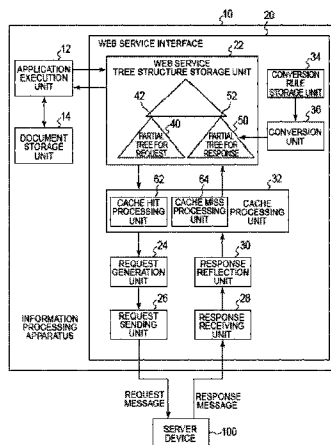 10
20
WEB SERVICE INTERFACE
12
APPLICATION
EXECUTION
UNIT
14
DOCUMENT
STORAGE
UNIT
22
WEB SERVICE
TREE STRUCTURE STORAGE UNIT
42
52
40
50
PARTIAL
TREE FOR
REQUEST
PARTIAL
TREE FOR
RESPONSE
34
CONVERSION
RULE
STORAGE UNIT
36
CONVERSION
UNIT
32
62
64
CACHE HIT
PROCESSING
UNIT
CACHE MISS
PROCESSING
UNIT
CACHE
PROCESSING
UNIT
24
REQUEST
GENERATION
UNIT
30
RESPONSE
REFLECTION
UNIT
26
REQUEST
SENDING
UNIT
28
RESPONSE
RECEIVING
UNIT
INFORMATION
PROCESSING
APPARATUS
REQUEST
MESSAGE
RESPONSE
MESSAGE
SERVER
DEVICE
100